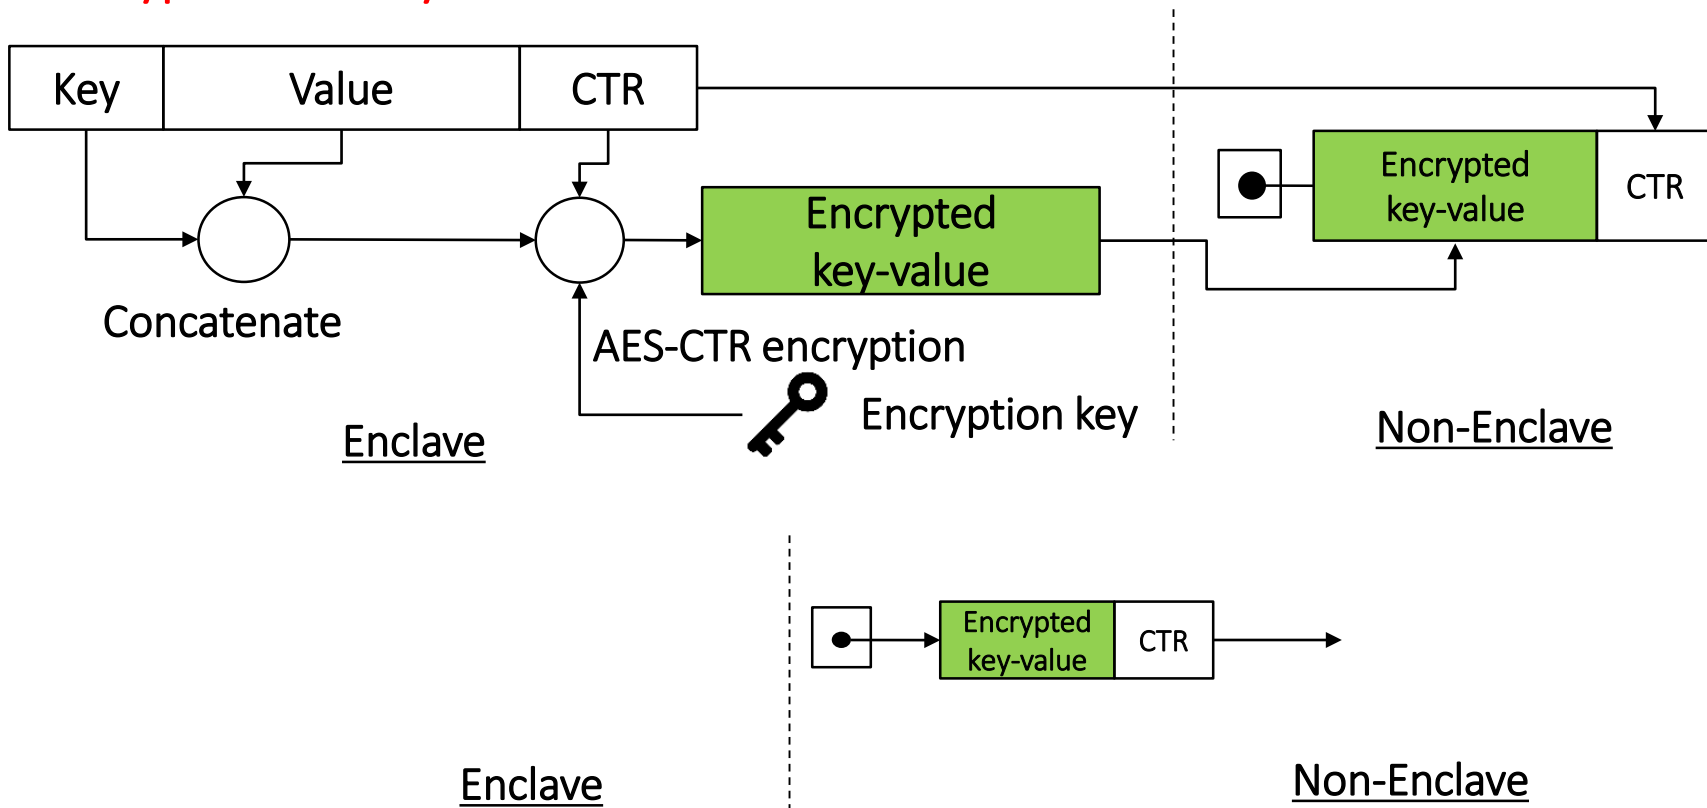 Key
Value
CTR
Encrypted
key-value
CTR
Encrypted
key-value
Concatenate
AES-CTR encryption
Encryption key
Enclave
Non-Enclave
Encrypted
key-value
CTR
Enclave
Non-Enclave